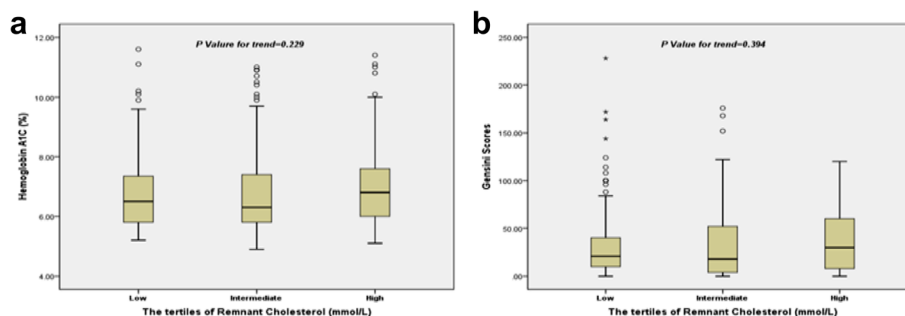 a
P Valure for trend=0.229
12.00
10.00
8.00
6.00
4.00
Hemoglobin A1C (%)
Low
Intermediate
High
The tertiles of Remnant Cholesterol (mmol/L)
b
P Value for trend=0.394
250.00
200.00
150.00
100.00
50.00
.00
Gensini Scores
Low
Intermediate
High
The tertiles of Remnant Cholesterol (mmol/L)